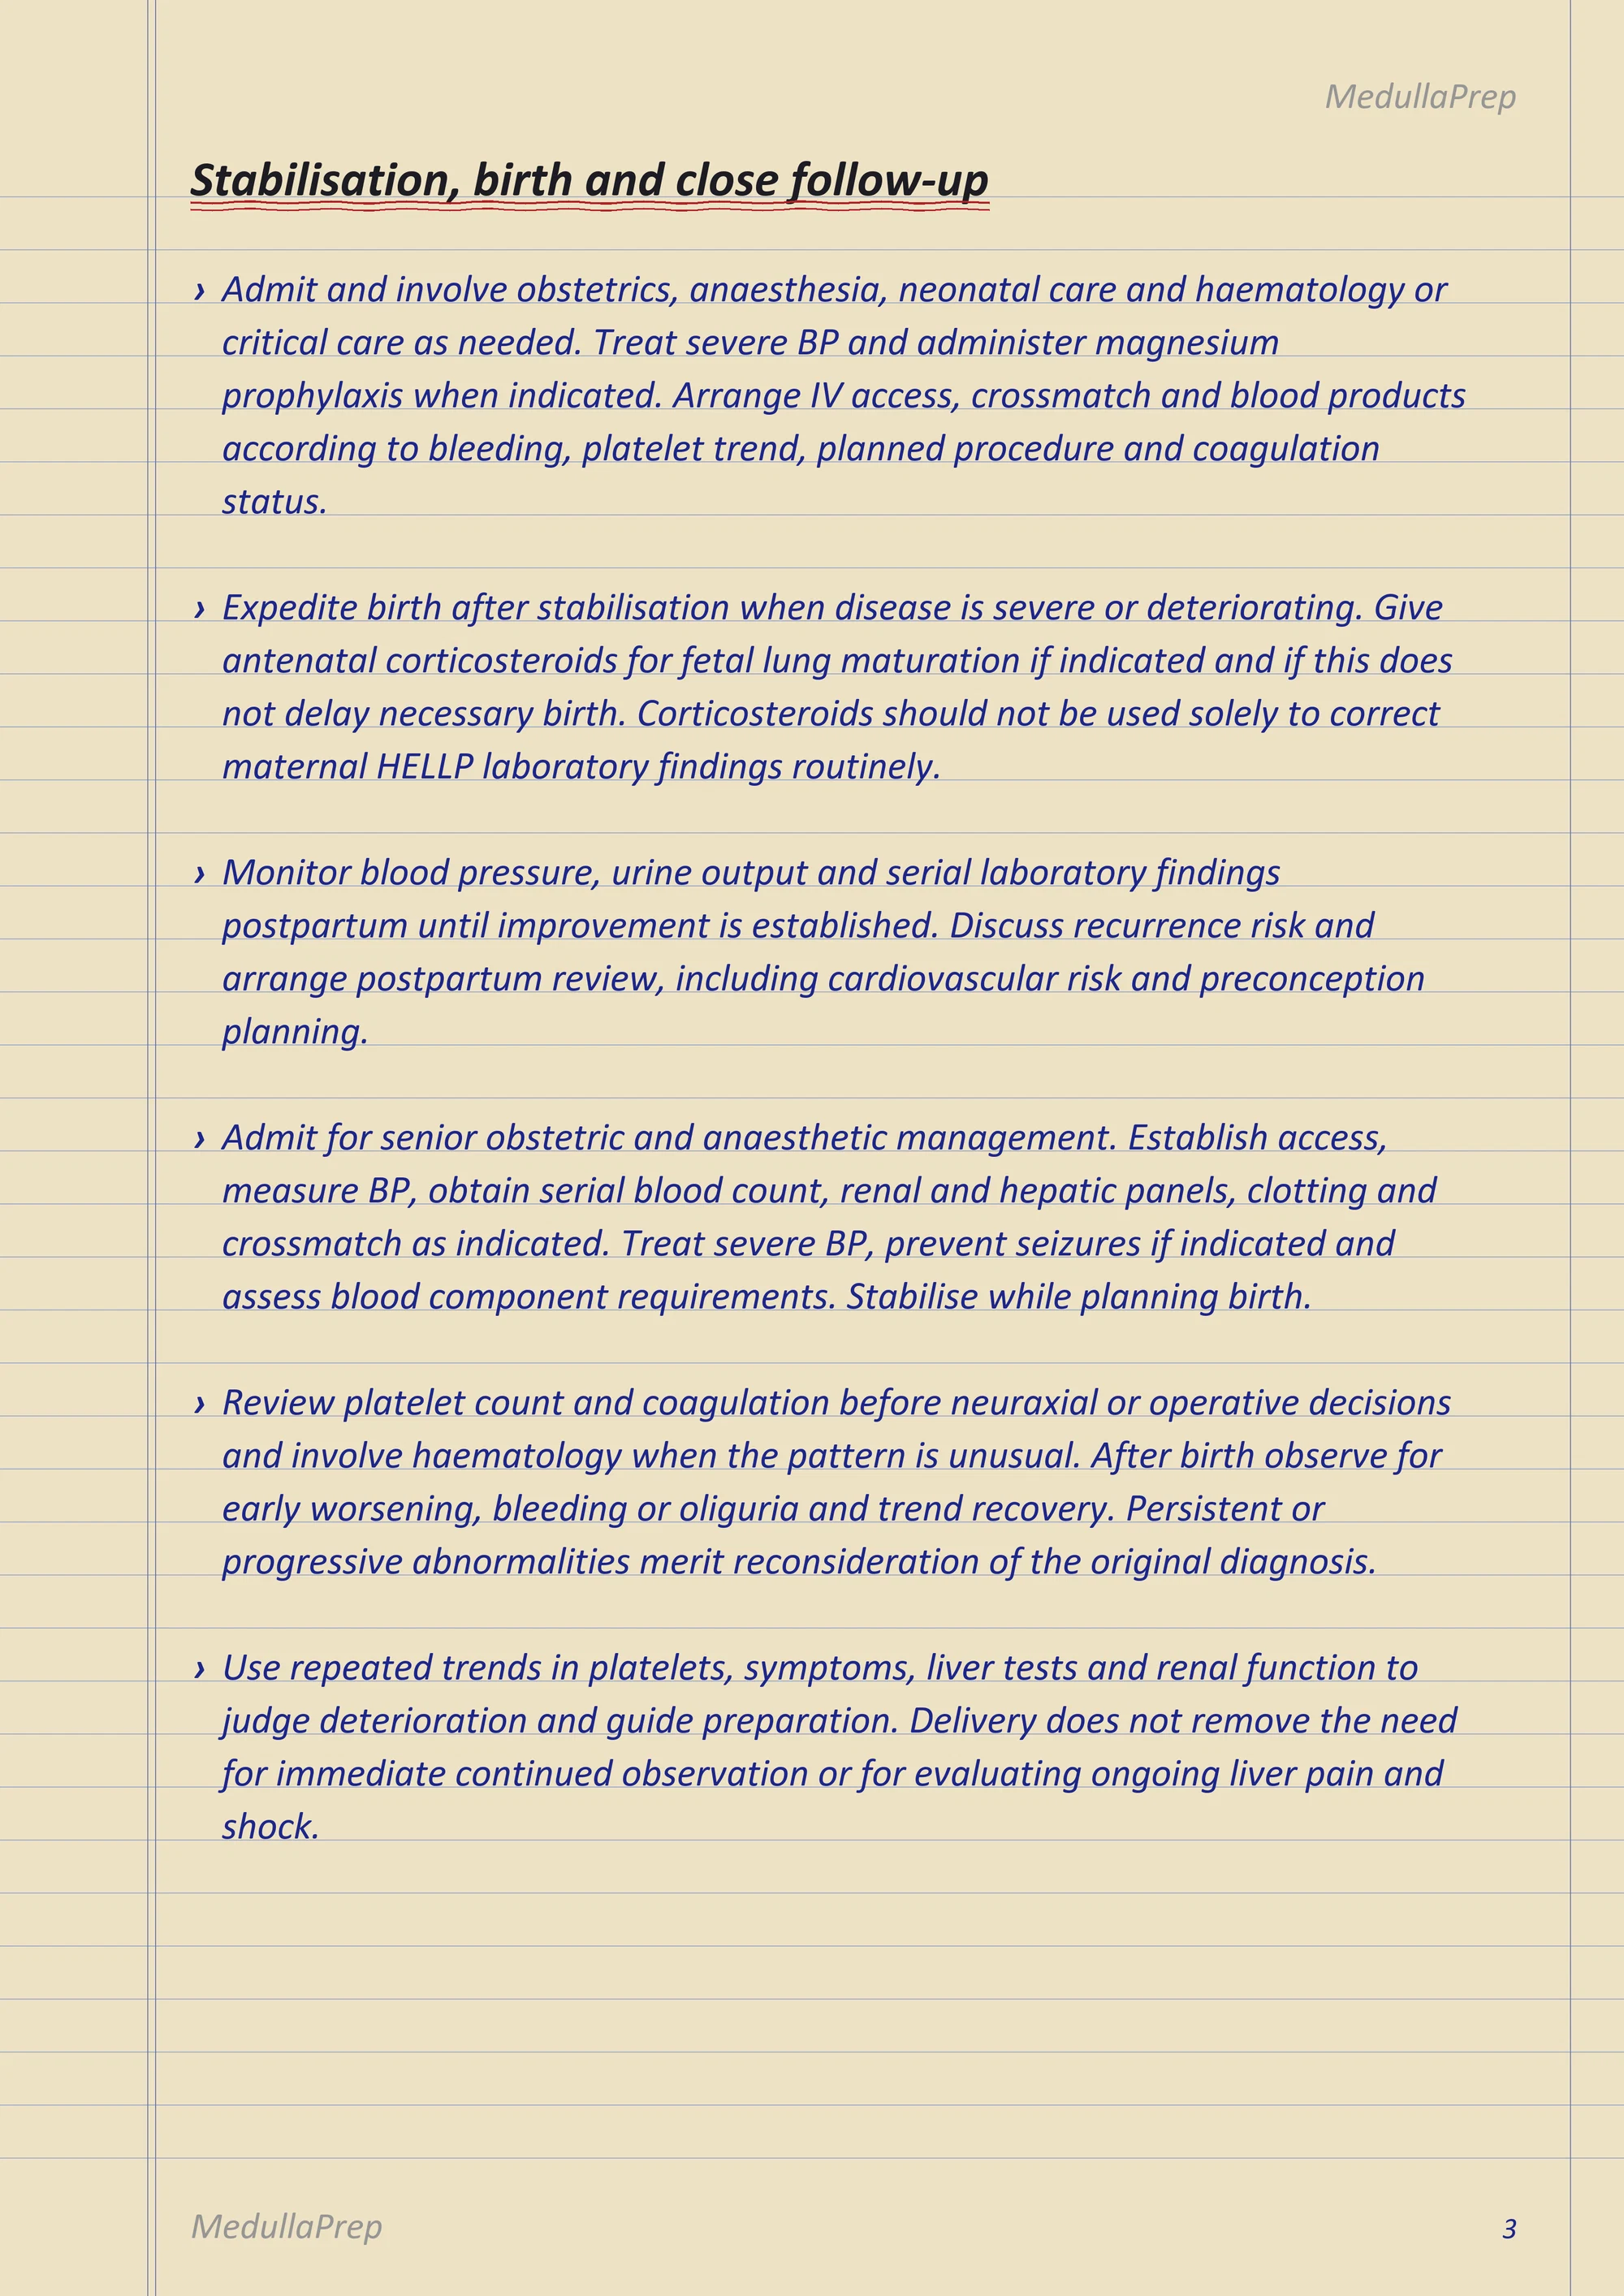 MedullaPrep
Stabilisation, birth and close follow-up
› Admit and involve obstetrics, anaesthesia, neonatal care and haematology or
critical care as needed. Treat severe BP and administer magnesium
prophylaxis when indicated. Arrange IV access, crossmatch and blood products
according to bleeding, platelet trend, planned procedure and coagulation
status.
› Expedite birth after stabilisation when disease is severe or deteriorating. Give
antenatal corticosteroids for fetal lung maturation if indicated and if this does
not delay necessary birth. Corticosteroids should not be used solely to correct
maternal HELLP laboratory findings routinely.
› Monitor blood pressure, urine output and serial laboratory findings
postpartum until improvement is established. Discuss recurrence risk and
arrange postpartum review, including cardiovascular risk and preconception
planning.
› Admit for senior obstetric and anaesthetic management. Establish access,
measure BP, obtain serial blood count, renal and hepatic panels, clotting and
crossmatch as indicated. Treat severe BP, prevent seizures if indicated and
assess blood component requirements. Stabilise while planning birth.
› Review platelet count and coagulation before neuraxial or operative decisions
and involve haematology when the pattern is unusual. After birth observe for
early worsening, bleeding or oliguria and trend recovery. Persistent or
progressive abnormalities merit reconsideration of the original diagnosis.
› Use repeated trends in platelets, symptoms, liver tests and renal function to
judge deterioration and guide preparation. Delivery does not remove the need
for immediate continued observation or for evaluating ongoing liver pain and
shock.
MedullaPrep
3